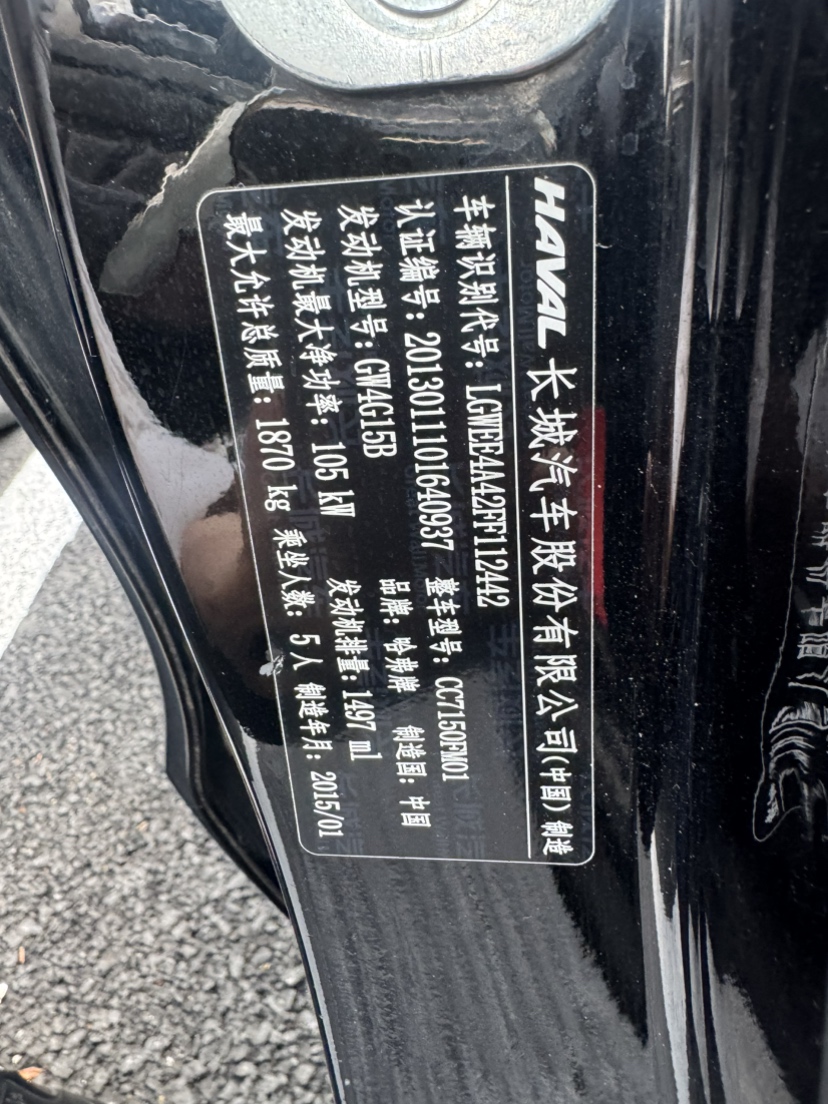 HAVAL 长城汽车股份有限公司(中国) 制造
车辆识别代号: LGWEE4A42FF112442
认证编号: 2013011101640937 整车型号: CC7150FM01
发动机型号: GW4G15B 品牌: 哈弗牌 制造国: 中国
发动机最大净功率: 105 kW 发动机排量: 1497 ml
最大允许总质量: 1870 kg 乘坐人数: 5人 制造年月: 2015/01